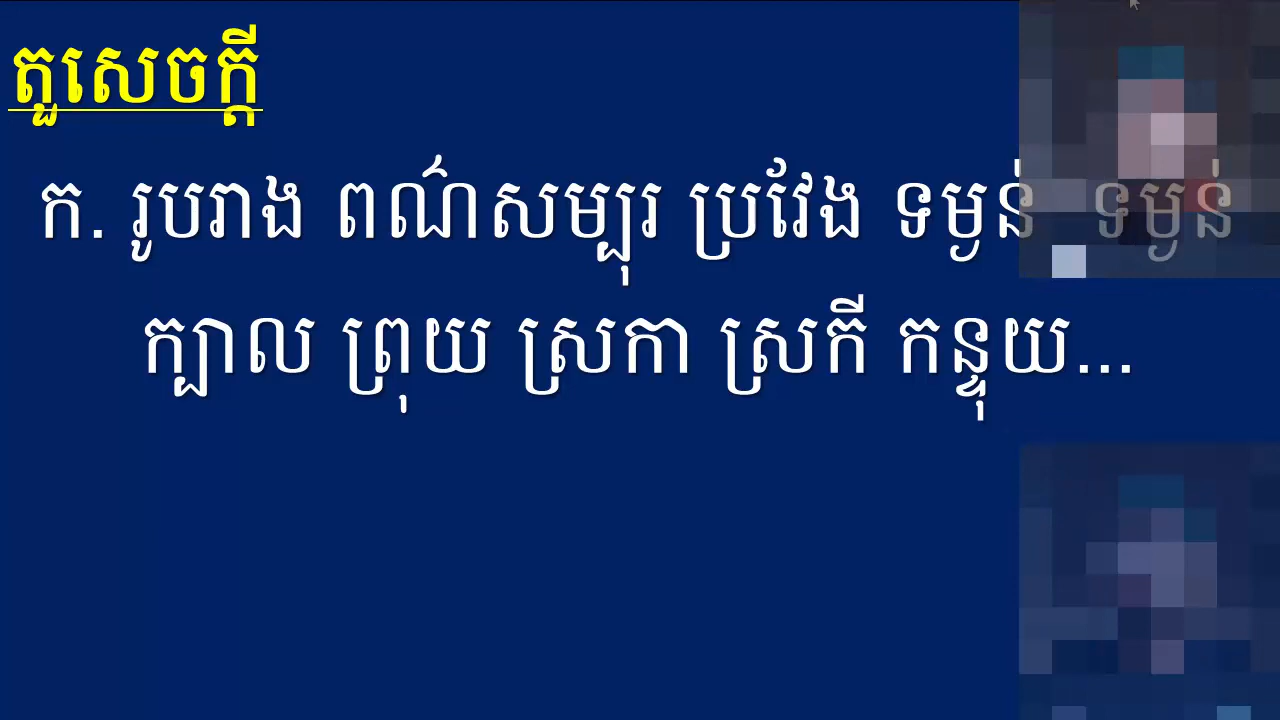 តួសេចក្តី
ក. រូបរាង ពណ៌សម្បុរ ប្រវែង ទម្ងន់ ទម្ងន់
ក្បាល ព្រុយ ស្រកា ស្រកី កន្ទុយ...